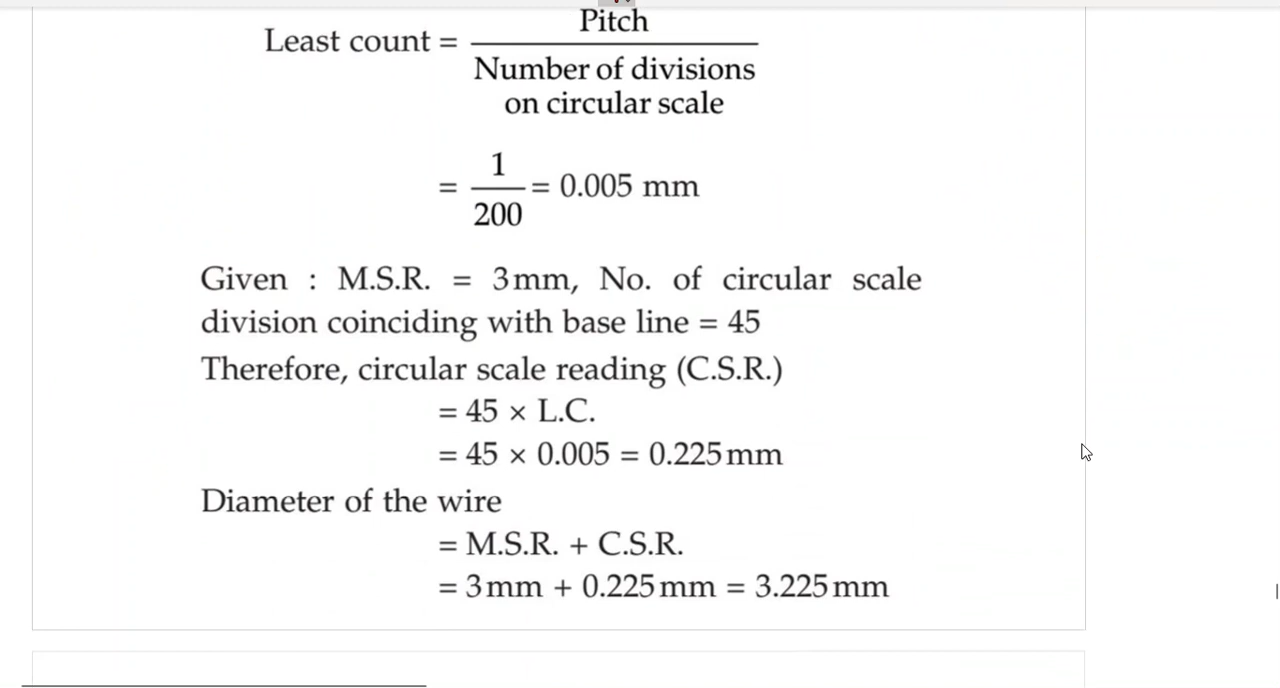 Least count = Pitch
Number of divisions
on circular scale
= 1/200 = 0.005 mm
Given : M.S.R. = 3 mm, No. of circular scale
division coinciding with base line = 45
Therefore, circular scale reading (C.S.R.)
= 45 × L.C.
= 45 × 0.005 = 0.225 mm
Diameter of the wire
= M.S.R. + C.S.R.
= 3 mm + 0.225 mm = 3.225 mm